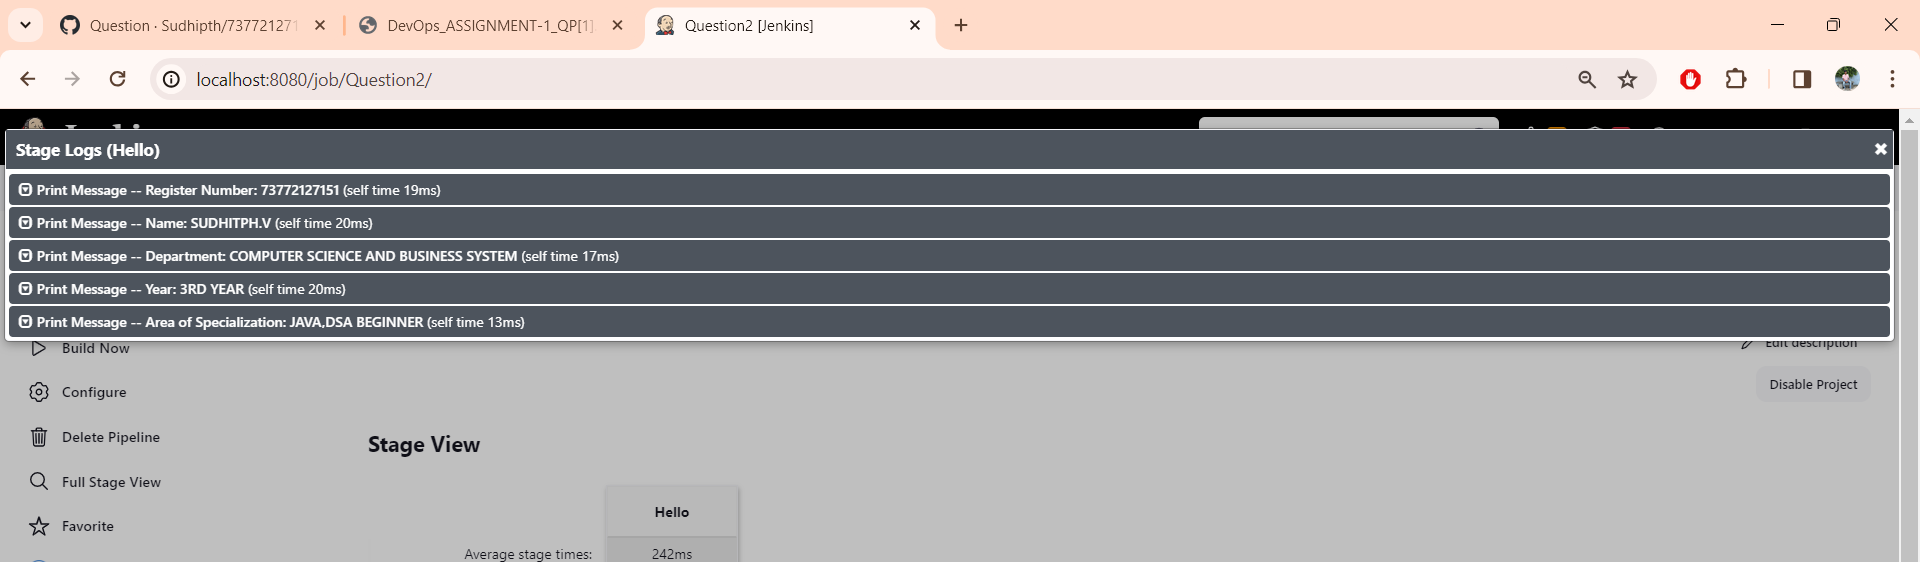 Question · Sudhipth/737721271
DevOps_ASSIGNMENT-1_QP[1]
Question2 [Jenkins]
localhost:8080/job/Question2/
Stage Logs (Hello)
Print Message -- Register Number: 73772127151 (self time 19ms)
Print Message -- Name: SUDHITPH.V (self time 20ms)
Print Message -- Department: COMPUTER SCIENCE AND BUSINESS SYSTEM (self time 17ms)
Print Message -- Year: 3RD YEAR (self time 20ms)
Print Message -- Area of Specialization: JAVA,DSA BEGINNER (self time 13ms)
Build Now
Edit description
Configure
Disable Project
Delete Pipeline
Stage View
Full Stage View
Hello
Favorite
Average stage times:
242ms